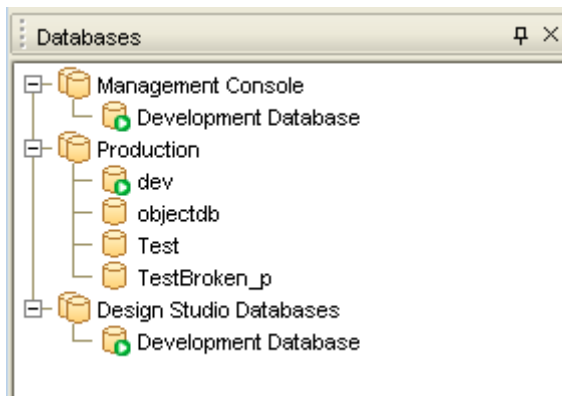 Databases
Management Console
Development Database
Production
dev
objectdb
Test
TestBroken_p
Design Studio Databases
Development Database